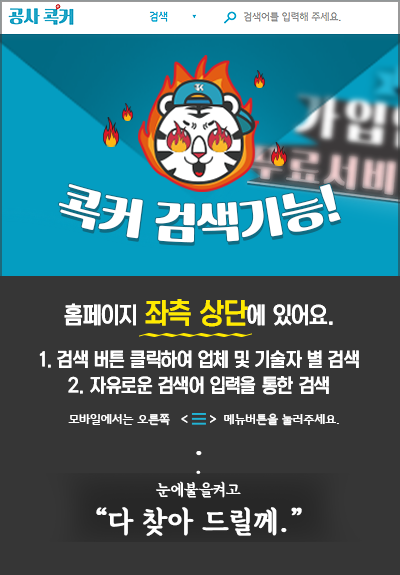 공사 콕커
검색
검색어를 입력해 주세요.
가입
무료서비
콕커 검색기능!
홈페이지 좌측 상단에 있어요.
1. 검색 버튼 클릭하여 업체 및 기술자 별 검색
2. 자유로운 검색어 입력을 통한 검색
모바일에서는 오른쪽 < > 메뉴버튼을 눌러주세요.
눈에불을켜고
“다 찾아 드릴께.”